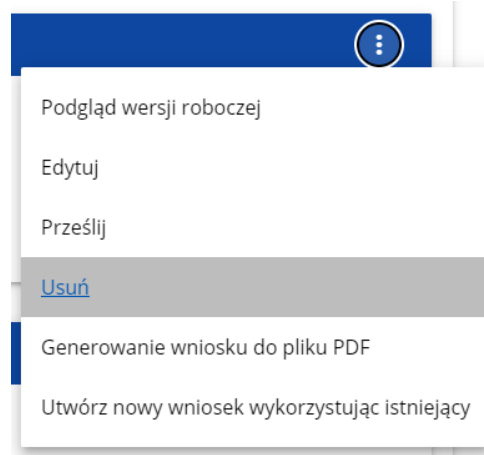 Podgląd wersji roboczej
Edytuj
Prześlij
Usuń
Generowanie wniosku do pliku PDF
Utwórz nowy wniosek wykorzystując istniejący